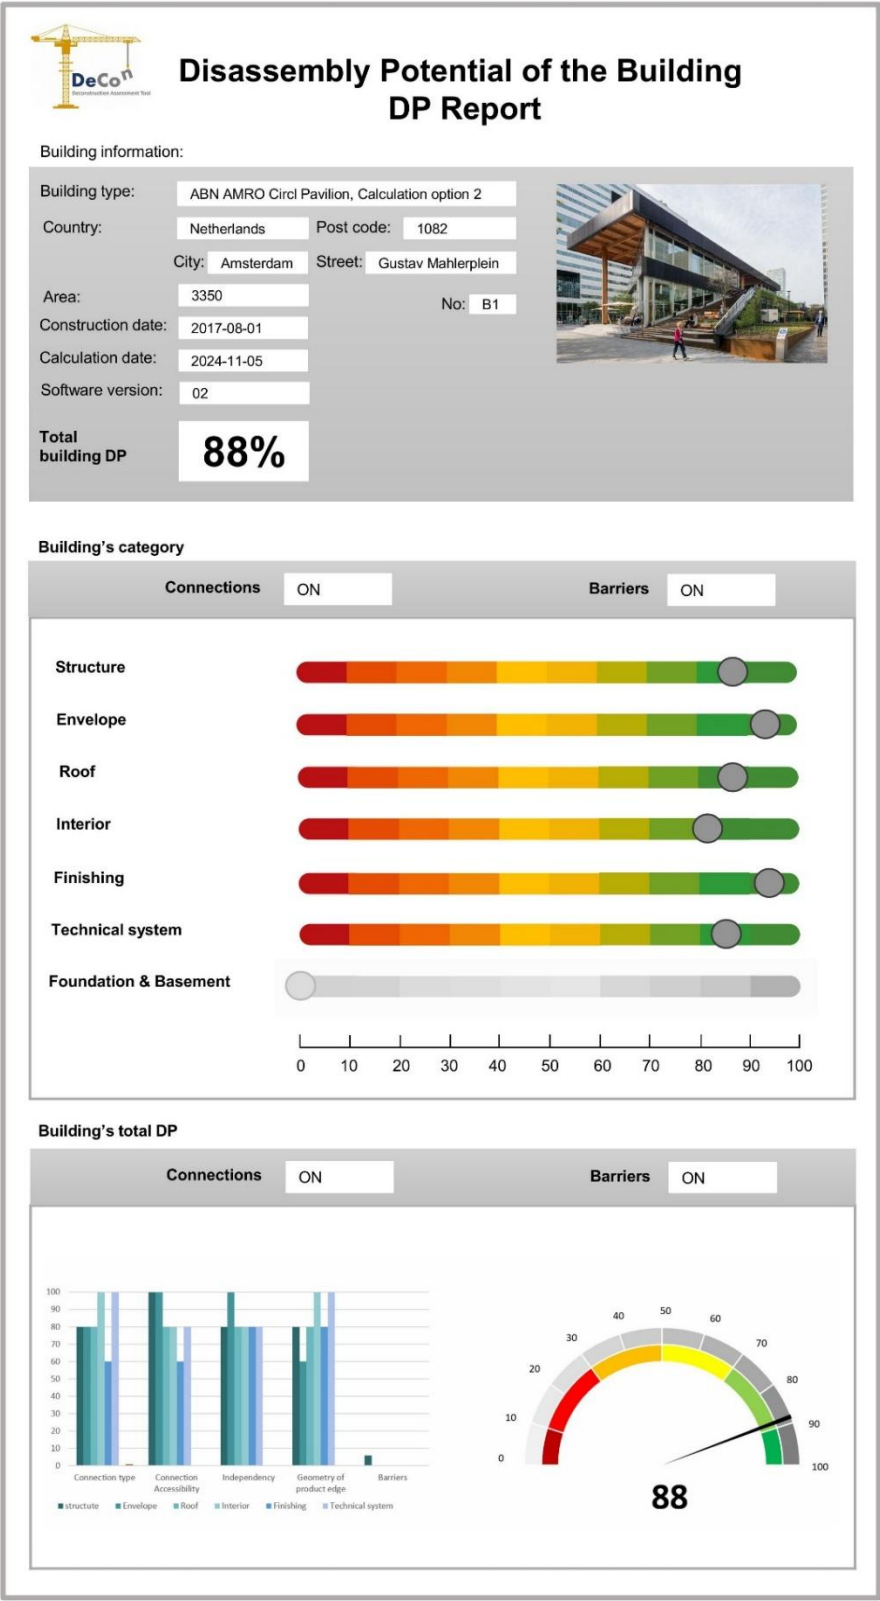 DeCon
Deconstruction Assessment Tool
Disassembly Potential of the Building
DP Report
Building information:
Building type: ABN AMRO Circl Pavilion, Calculation option 2
Country: Netherlands Post code: 1082
City: Amsterdam Street: Gustav Mahlerplein
Area: 3350 No: B1
Construction date: 2017-08-01
Calculation date: 2024-11-05
Software version: 02
Total
building DP 88%
Building's category
Connections ON Barriers ON
Structure
Envelope
Roof
Interior
Finishing
Technical system
Foundation & Basement
0 10 20 30 40 50 60 70 80 90 100
Building's total DP
Connections ON Barriers ON
100
90
80
70
60
50
40
30
20
10
0
Connection type Connection Independency Geometry of Barriers
Accessibility product edge
structute Envelope Roof Interior Finishing Technical system
0 10 20 30 40 50 60 70 80 90 100
88